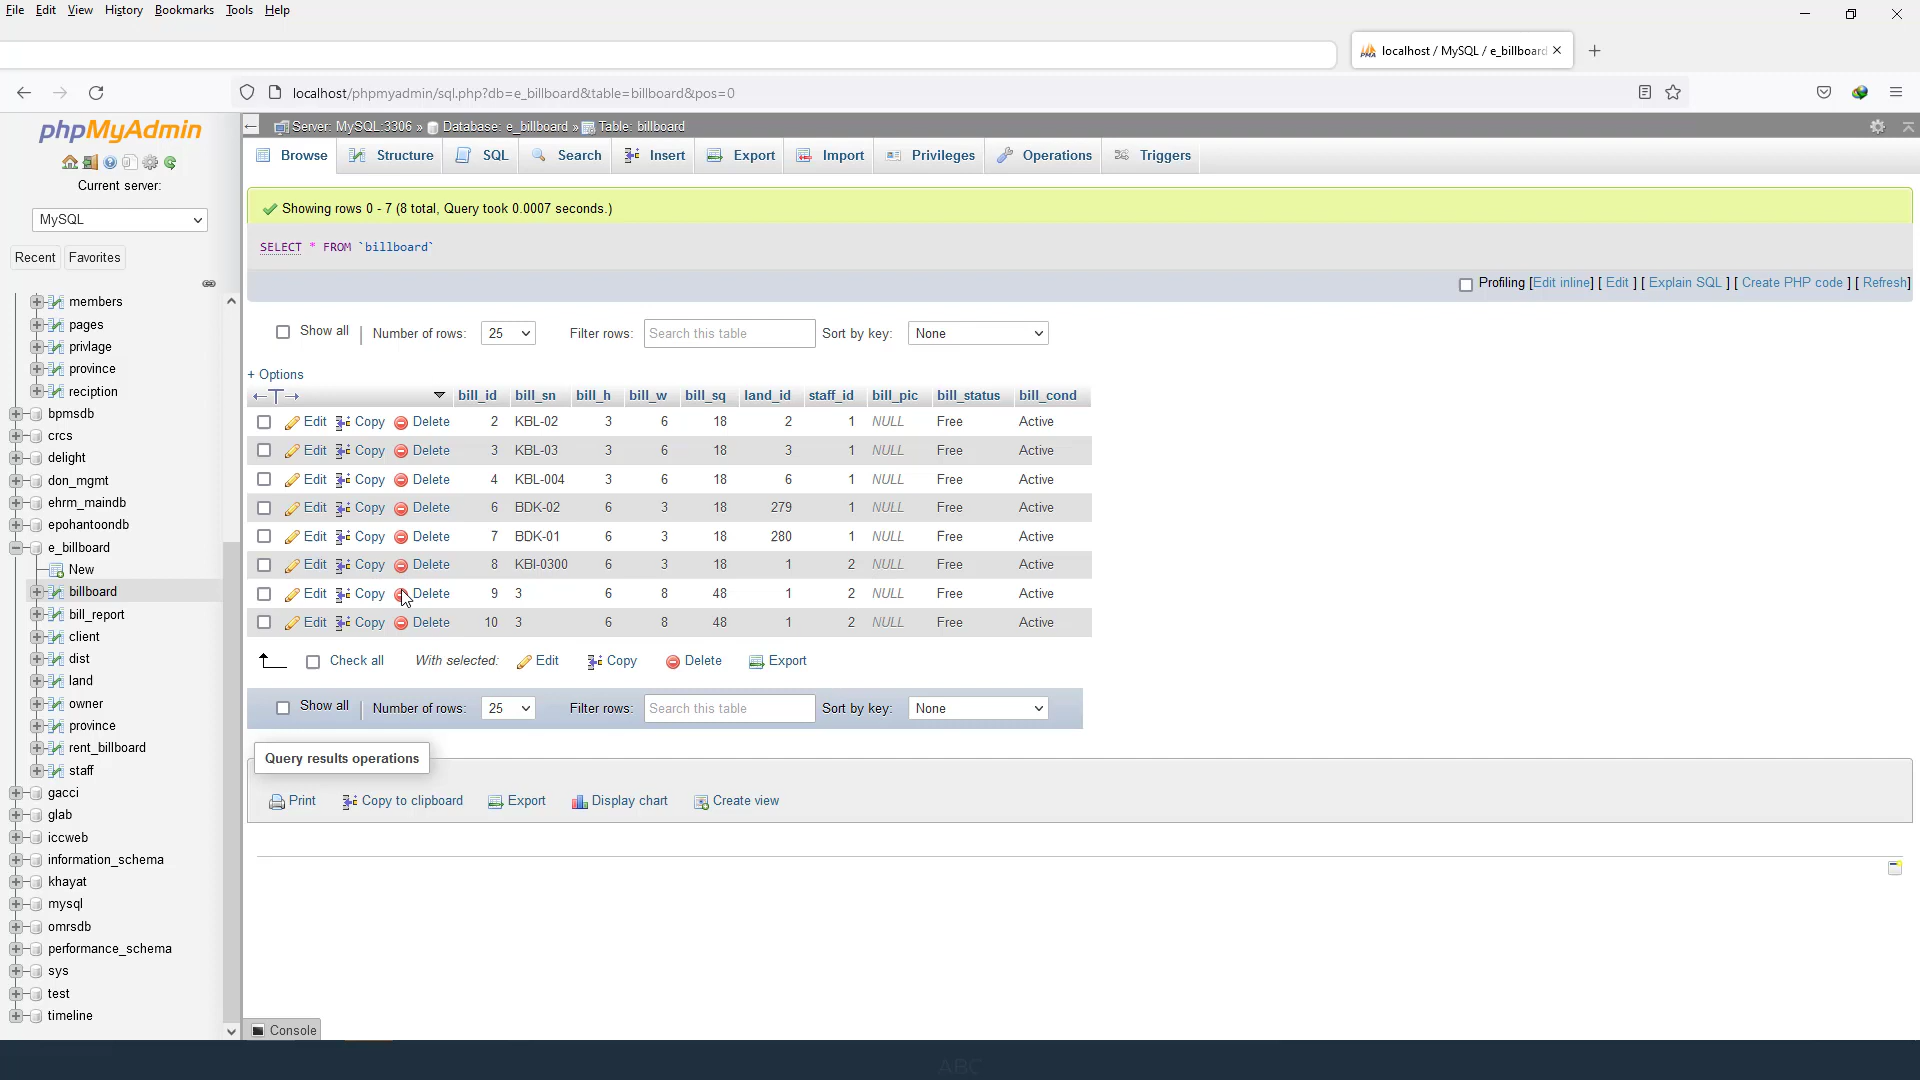 File Edit View History Bookmarks Tools Help
localhost / MySQL / e_billboard
localhost/phpmyadmin/sql.php?db=e_billboard&table=billboard&pos=0
phpMyAdmin
Current server:
MySQL
Recent Favorites
members
pages
privlage
province
reciption
bpmsdb
crcs
delight
don_mgmt
ehrm_maindb
epohantoondb
e_billboard
New
billboard
bill_report
client
dist
land
owner
province
rent_billboard
staff
gacci
glab
iccweb
information_schema
khayat
mysql
omrsdb
performance_schema
sys
test
timeline
Server: MySQL:3306 » Database: e_billboard » Table: billboard
Browse Structure SQL Search Insert Export Import Privileges Operations Triggers
Showing rows 0 - 7 (8 total, Query took 0.0007 seconds.)
SELECT * FROM `billboard`
Profiling [Edit inline] [ Edit ] [ Explain SQL ] [ Create PHP code ] [ Refresh]
Show all Number of rows: 25 Filter rows: Search this table Sort by key: None
+ Options
bill_id bill_sn bill_h bill_w bill_sq land_id staff_id bill_pic bill_status bill_cond
Edit Copy Delete 2 KBL-02 3 6 18 2 1 NULL Free Active
Edit Copy Delete 3 KBL-03 3 6 18 3 1 NULL Free Active
Edit Copy Delete 4 KBL-004 3 6 18 6 1 NULL Free Active
Edit Copy Delete 6 BDK-02 6 3 18 279 1 NULL Free Active
Edit Copy Delete 7 BDK-01 6 3 18 280 1 NULL Free Active
Edit Copy Delete 8 KBI-0300 6 3 18 1 2 NULL Free Active
Edit Copy Delete 9 3 6 8 48 1 2 NULL Free Active
Edit Copy Delete 10 3 6 8 48 1 2 NULL Free Active
Check all With selected: Edit Copy Delete Export
Show all Number of rows: 25 Filter rows: Search this table Sort by key: None
Query results operations
Print Copy to clipboard Export Display chart Create view
Console
ABC